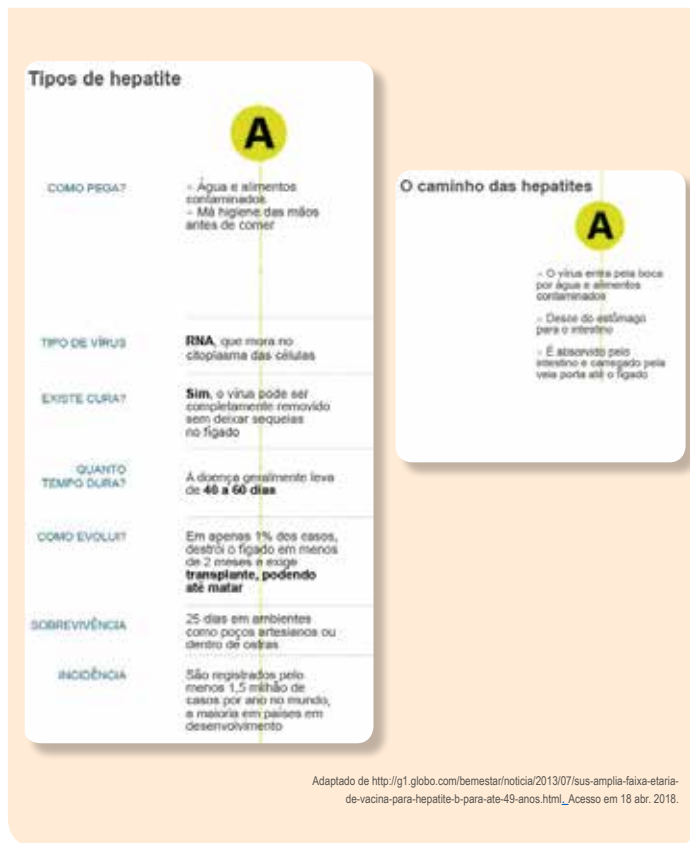 Tipos de hepatite
A
COMO PEGA?
- Água e alimentos
contaminados
- Má higiene das mãos
antes de comer
TIPO DE VÍRUS
RNA, que mora no
citoplasma das células
EXISTE CURA?
Sim, o vírus pode ser
completamente removido
sem deixar sequelas
no fígado
QUANTO
TEMPO DURA?
A doença geralmente leva
de 40 a 60 dias
COMO EVOLUI?
Em apenas 1% dos casos,
destrói o fígado em menos
de 2 meses e exige
transplante, podendo
até matar
SOBREVIVÊNCIA
25 dias em ambientes
como poços artesianos ou
dentro de ostras
INCIDÊNCIA
São registrados pelo
menos 1,5 milhão de
casos por ano no mundo,
a maioria em países em
desenvolvimento
O caminho das hepatites
A
- O vírus entra pela boca
por água e alimentos
contaminados
- Desce do estômago
para o intestino
- É absorvido pelo
intestino e carregado pela
veia porta até o fígado
Adaptado de http://g1.globo.com/bemestar/noticia/2013/07/sus-amplia-faixa-etaria-
de-vacina-para-hepatite-b-para-ate-49-anos.html. Acesso em 18 abr. 2018.